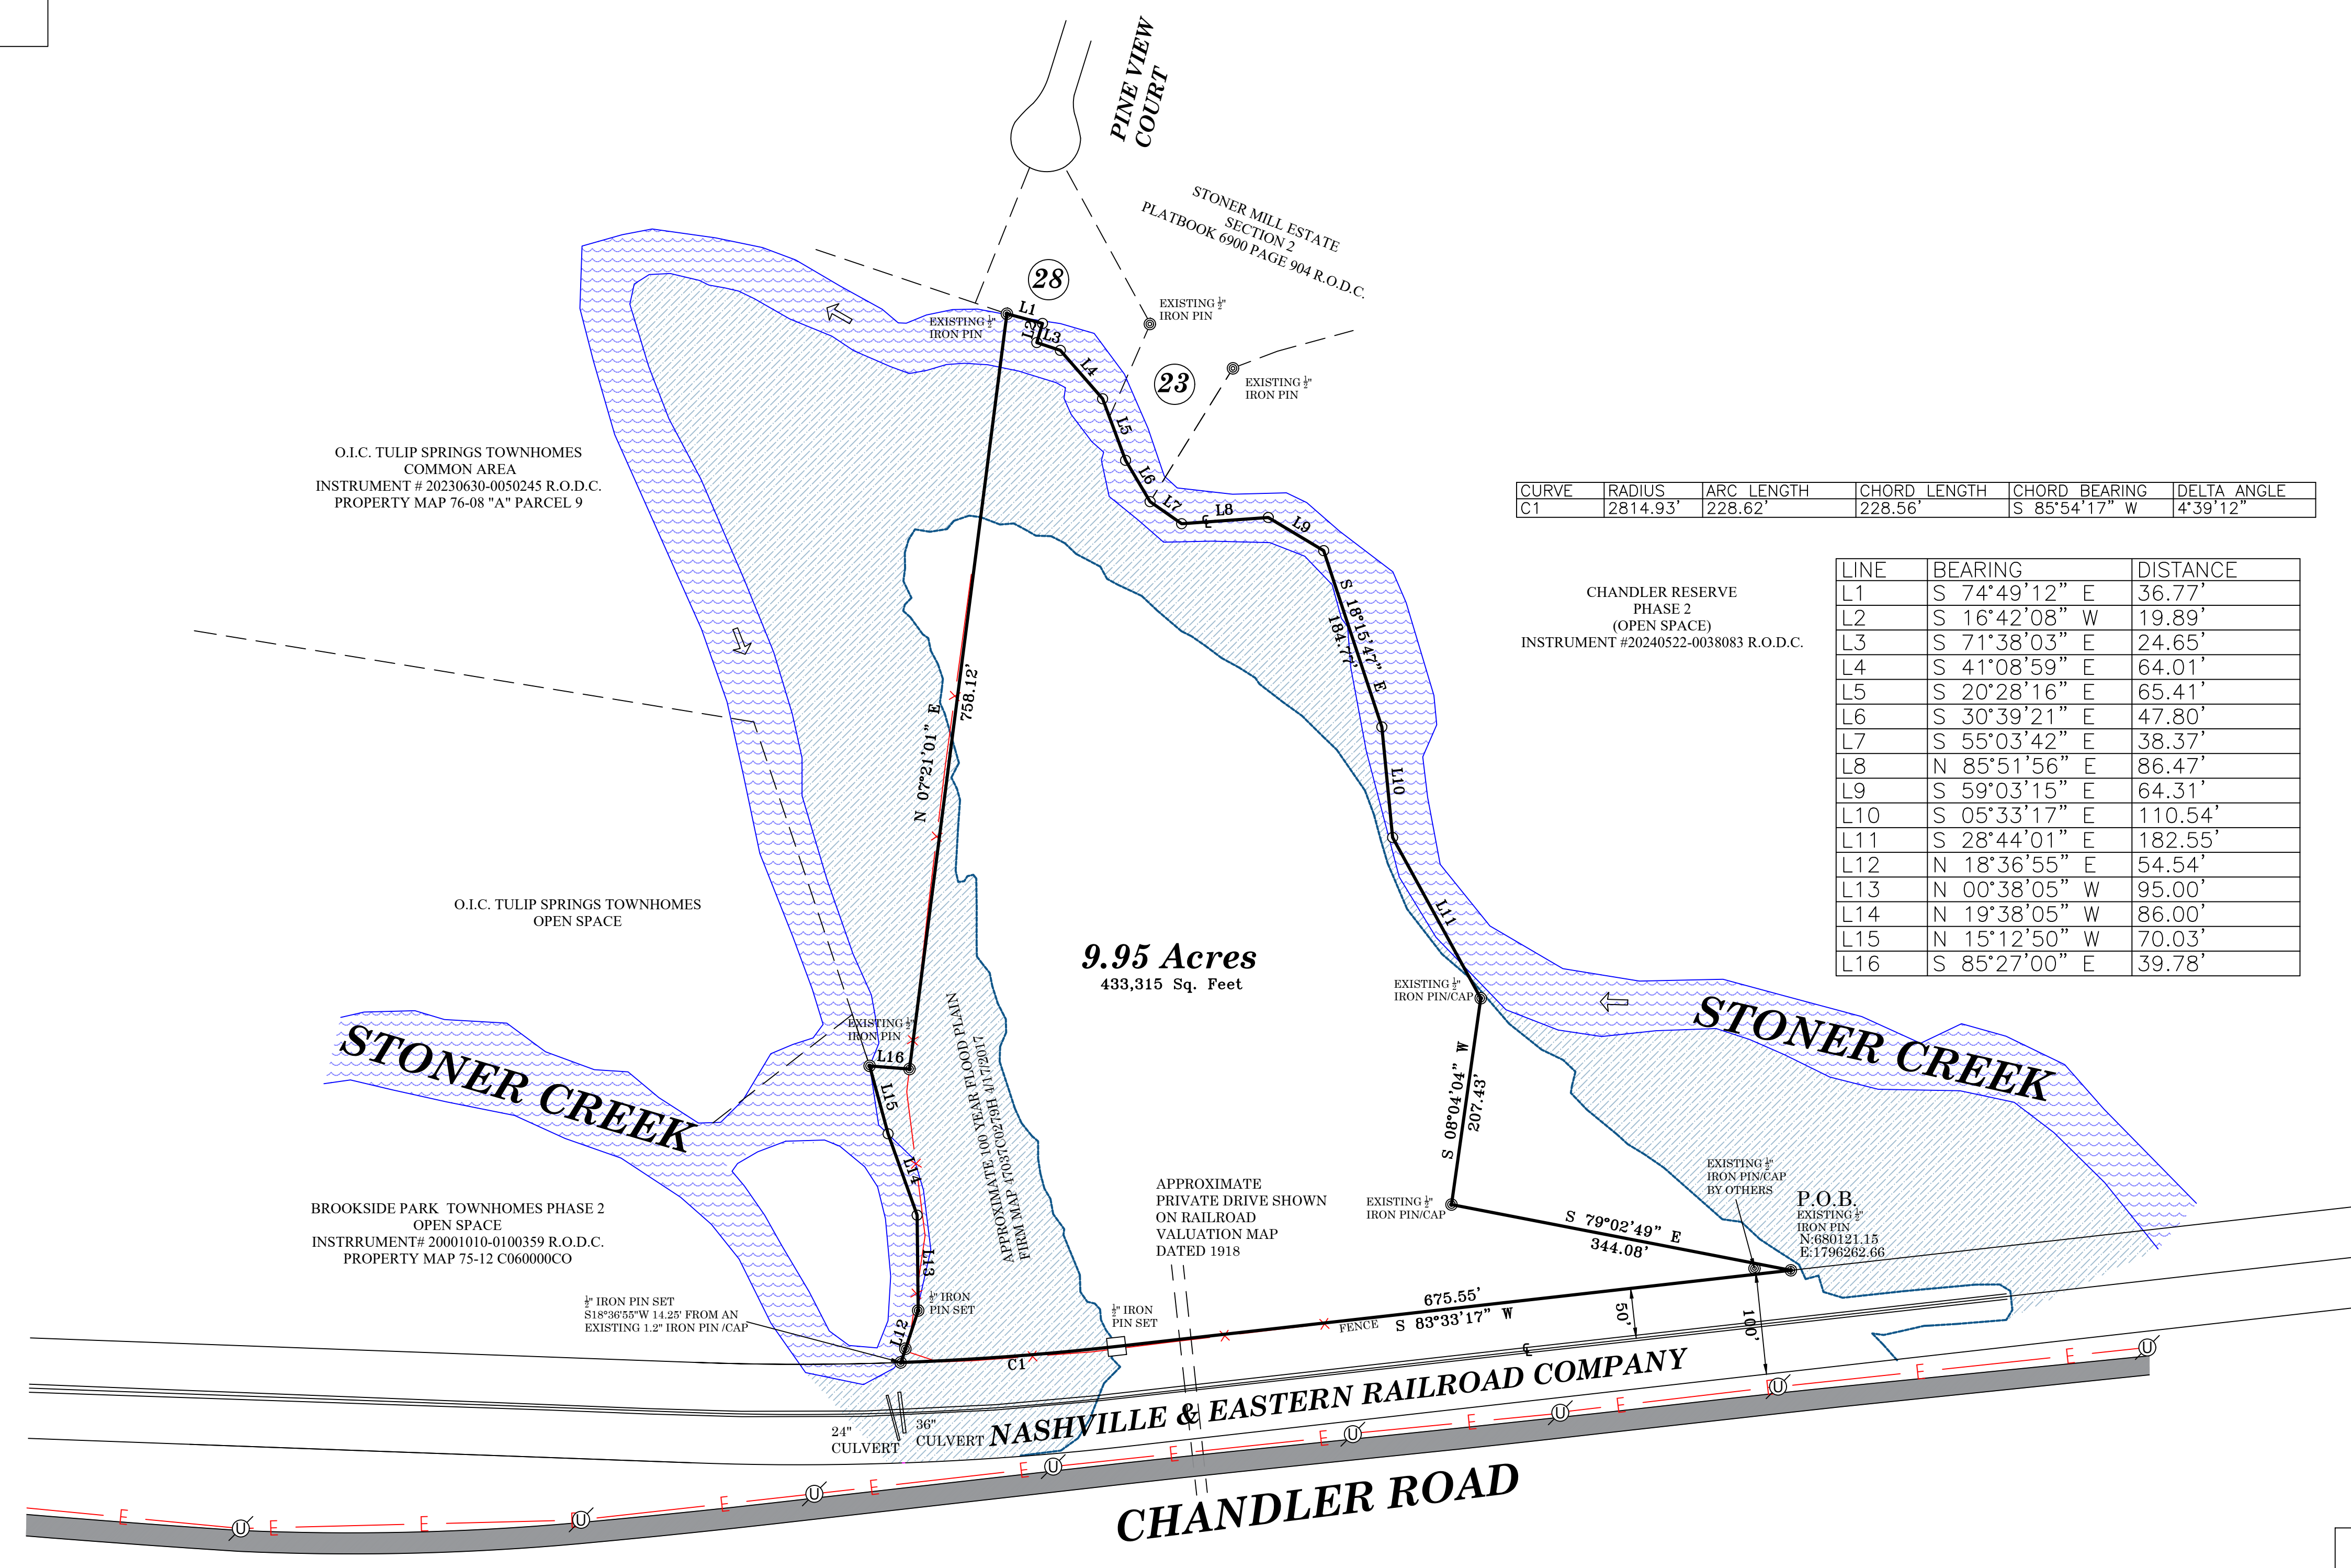 PINE VIEW
COURT
STONER MILL ESTATE
SECTION 2
PLATBOOK 6900 PAGE 904 R.O.D.C.
28
L1
EXISTING ½"
IRON PIN
L2
L3
EXISTING ½"
IRON PIN
L4
23
EXISTING ½"
IRON PIN
L5
L6
L7
L8
℄
L9
O.I.C. TULIP SPRINGS TOWNHOMES
COMMON AREA
INSTRUMENT # 20230630-0050245 R.O.D.C.
PROPERTY MAP 76-08 "A" PARCEL 9
CURVE RADIUS ARC LENGTH CHORD LENGTH CHORD BEARING DELTA ANGLE
C1 2814.93' 228.62' 228.56' S 85°54'17" W 4°39'12"
CHANDLER RESERVE
PHASE 2
(OPEN SPACE)
INSTRUMENT #20240522-0038083 R.O.D.C.
LINE BEARING DISTANCE
L1 S 74°49'12" E 36.77'
L2 S 16°42'08" W 19.89'
L3 S 71°38'03" E 24.65'
L4 S 41°08'59" E 64.01'
L5 S 20°28'16" E 65.41'
L6 S 30°39'21" E 47.80'
L7 S 55°03'42" E 38.37'
L8 N 85°51'56" E 86.47'
L9 S 59°03'15" E 64.31'
L10 S 05°33'17" E 110.54'
L11 S 28°44'01" E 182.55'
L12 N 18°36'55" E 54.54'
L13 N 00°38'05" W 95.00'
L14 N 19°38'05" W 86.00'
L15 N 15°12'50" W 70.03'
L16 S 85°27'00" E 39.78'
S 18°15'47" E
184.77'
N 07°21'01" E
758.12'
L10
L11
O.I.C. TULIP SPRINGS TOWNHOMES
OPEN SPACE
9.95 Acres
433,315 Sq. Feet
EXISTING ½"
IRON PIN/CAP
STONER CREEK
STONER CREEK
EXISTING ½"
IRON PIN
L16
L15
L14
L13
L12
APPROXIMATE 100 YEAR FLOOD PLAIN
FIRM MAP 47037C0279H 4/17/2017
S 08°04'04" W
207.43'
EXISTING ½"
IRON PIN/CAP
S 79°02'49" E
344.08'
EXISTING ½"
IRON PIN/CAP
BY OTHERS
P.O.B.
EXISTING ½"
IRON PIN
N:680121.15
E:1796262.66
APPROXIMATE
PRIVATE DRIVE SHOWN
ON RAILROAD
VALUATION MAP
DATED 1918
BROOKSIDE PARK  TOWNHOMES PHASE 2
OPEN SPACE
INSTRRUMENT# 20001010-0100359 R.O.D.C.
PROPERTY MAP 75-12 C060000CO
½" IRON PIN SET
S18°36'55"W 14.25' FROM AN
EXISTING 1.2" IRON PIN /CAP
½" IRON
PIN SET
½" IRON
PIN SET
C1
675.55'
S 83°33'17" W
FENCE
50'
100'
℄
NASHVILLE & EASTERN RAILROAD COMPANY
24"
CULVERT
36"
CULVERT
E E E E E E E E E E E E E E
U U U U U U U U
CHANDLER ROAD